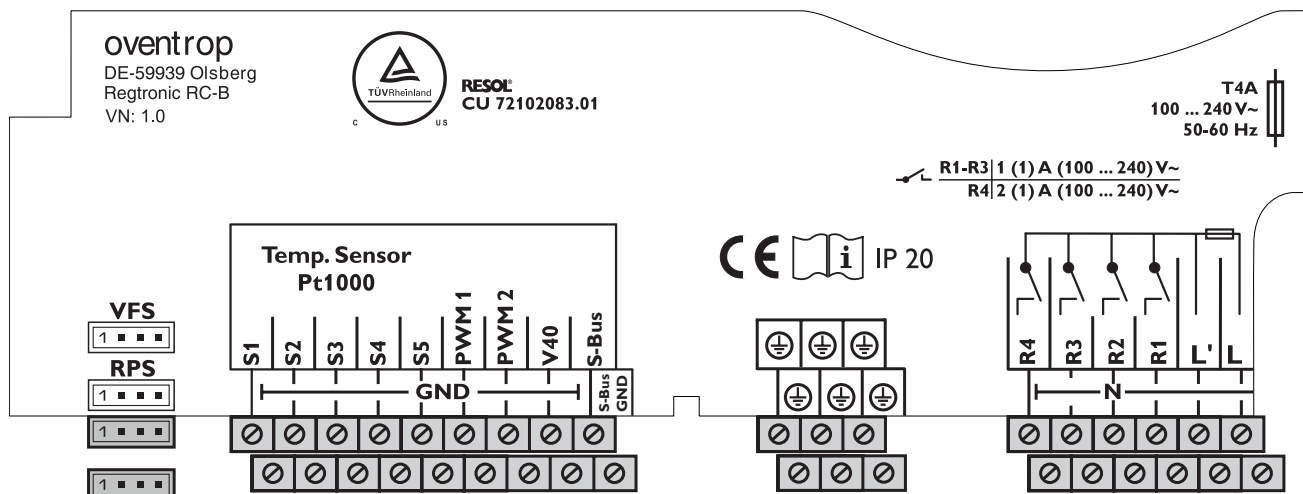 oventrop
DE-59939 Olsberg
Regtronic RC-B
VN: 1.0
TÜVRheinland
C US
RESOL®
CU 72102083.01
T4A
100 ... 240 V~
50-60 Hz
R1-R3 1 (1) A (100 ... 240) V~
R4 2 (1) A (100 ... 240) V~
Temp. Sensor
Pt1000
CE i IP 20
VFS
1
RPS
1
1
1
S1 S2 S3 S4 S5 PWM 1 PWM 2 V40 S-Bus
GND
S-Bus
GND
R4 R3 R2 R1 L' L
N